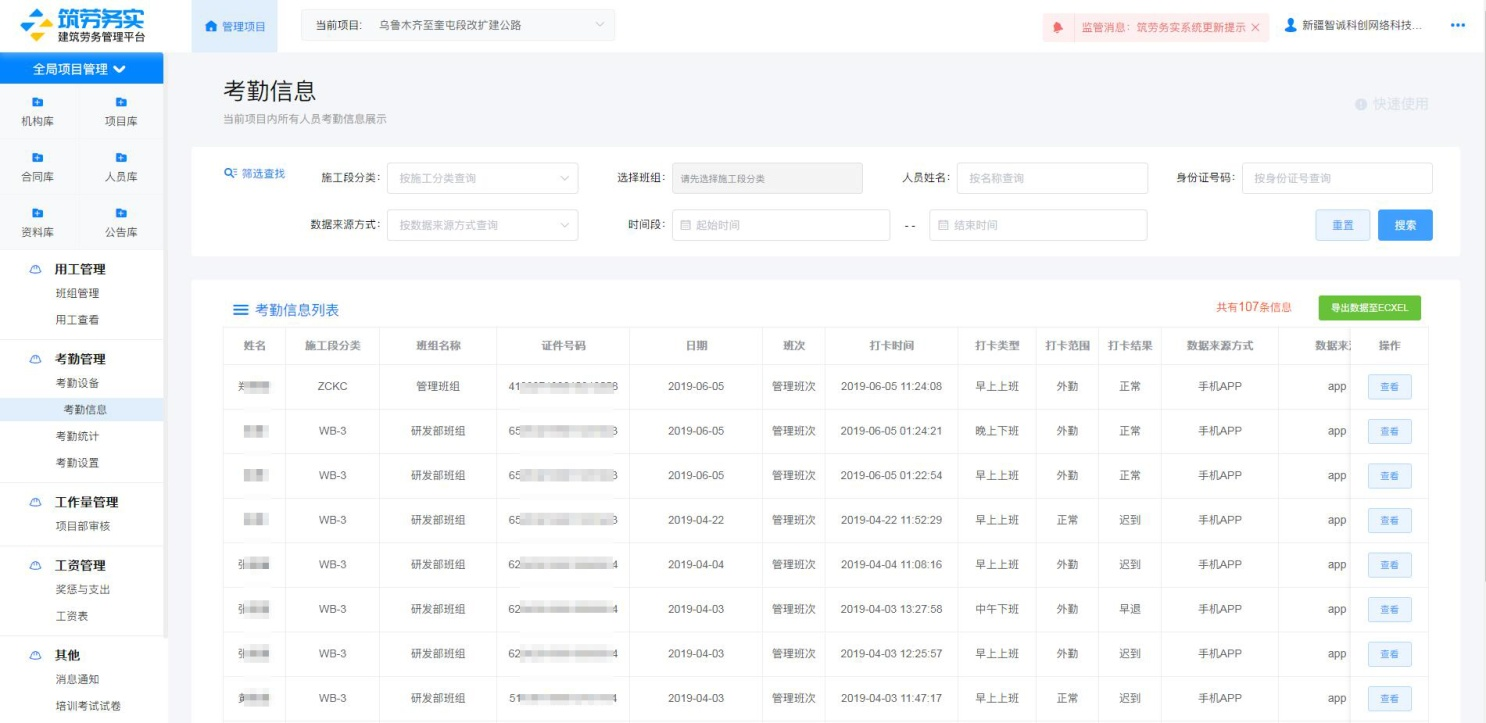 筑劳务实
建筑劳务管理平台
管理项目
当前项目: 乌鲁木齐至奎屯段改扩建公路
监管消息: 筑劳务实系统更新提示 ×
新疆智诚科创网络科技...
全局项目管理
机构库 项目库
合同库 人员库
资料库 公告库
用工管理
班组管理
用工查看
考勤管理
考勤设备
考勤信息
考勤统计
考勤设置
工作量管理
项目部审核
工资管理
奖惩与支出
工资表
其他
消息通知
培训考试试卷
考勤信息
当前项目内所有人员考勤信息展示
快速使用
筛选查找 施工段分类: 按施工分类查询 选择班组: 请先选择施工段分类 人员姓名: 按名称查询 身份证号码: 按身份证号查询
数据来源方式: 按数据来源方式查询 时间段: 起始时间 -- 结束时间 重置 搜索
考勤信息列表 共有107条信息 导出数据至ECXEL
姓名 施工段分类 班组名称 证件号码 日期 班次 打卡时间 打卡类型 打卡范围 打卡结果 数据来源方式 数据来 操作
ZCKC 管理班组 41 8 2019-06-05 管理班次 2019-06-05 11:24:08 早上上班 外勤 正常 手机APP app 查看
WB-3 研发部班组 65 3 2019-06-05 管理班次 2019-06-05 01:24:21 晚上下班 外勤 正常 手机APP app 查看
WB-3 研发部班组 65 3 2019-06-05 管理班次 2019-06-05 01:22:54 早上上班 外勤 正常 手机APP app 查看
WB-3 研发部班组 65 3 2019-04-22 管理班次 2019-04-22 11:52:29 早上上班 正常 迟到 手机APP app 查看
张 WB-3 研发部班组 62 4 2019-04-04 管理班次 2019-04-04 11:08:16 早上上班 外勤 迟到 手机APP app 查看
张 WB-3 研发部班组 62 4 2019-04-03 管理班次 2019-04-03 13:27:58 中午下班 外勤 早退 手机APP app 查看
张 WB-3 研发部班组 62 4 2019-04-03 管理班次 2019-04-03 12:25:57 早上上班 外勤 迟到 手机APP app 查看
黄 WB-3 研发部班组 51 4 2019-04-03 管理班次 2019-04-03 11:47:17 早上上班 正常 迟到 手机APP app 查看